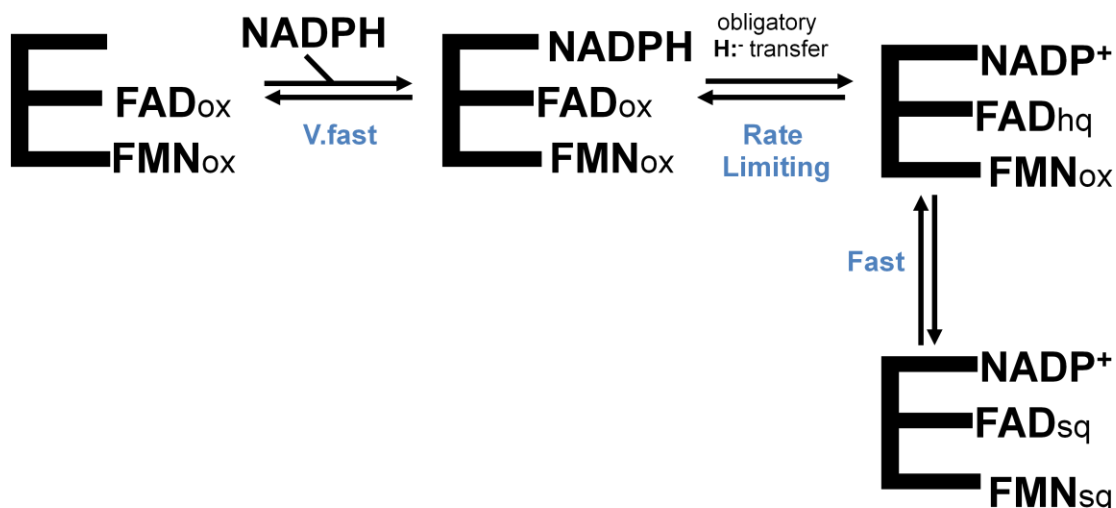 NADPH
FADox
FMNox
V.fast
NADPH
FADox
FMNox
obligatory
H:- transfer
Rate
Limiting
NADP+
FADhq
FMNox
Fast
NADP+
FADsq
FMNsq